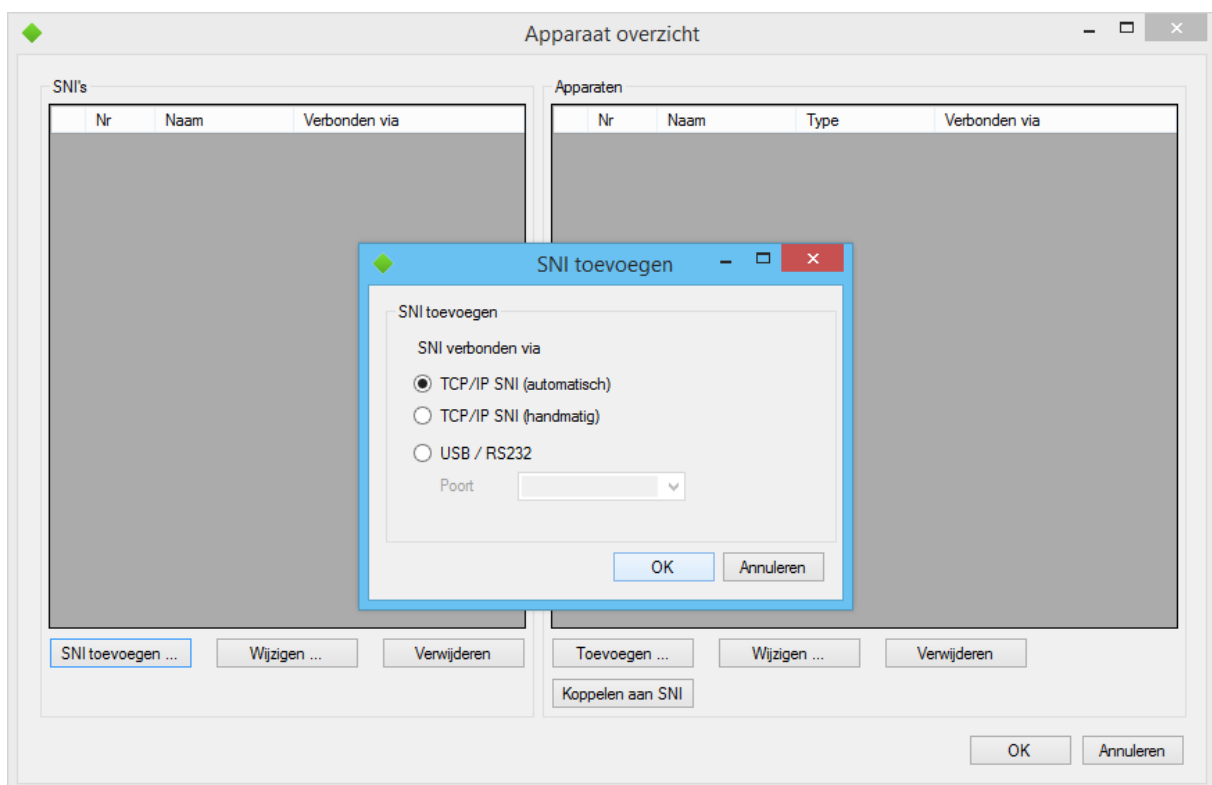 Apparaat overzicht
SNI's
Nr Naam Verbonden via
Apparaten
Nr Naam Type Verbonden via
SNI toevoegen
SNI toevoegen
SNI verbonden via
TCP/IP SNI (automatisch)
TCP/IP SNI (handmatig)
USB / RS232
Poort
OK Annuleren
SNI toevoegen ... Wijzigen ... Verwijderen
Toevoegen ... Wijzigen ... Verwijderen
Koppelen aan SNI
OK Annuleren